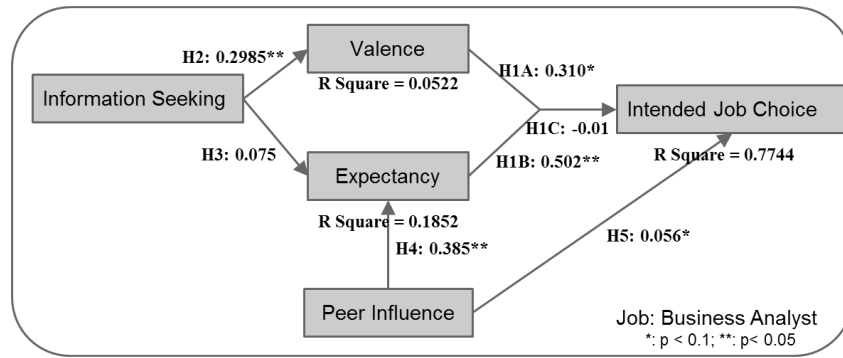 Valence
H2: 0.2985**
H1A: 0.310*
R Square = 0.0522
Information Seeking
Intended Job Choice
H1C: -0.01
H3: 0.075
R Square = 0.7744
H1B: 0.502**
Expectancy
R Square = 0.1852
H4: 0.385**
H5: 0.056*
Peer Influence
Job: Business Analyst
*: p < 0.1; **: p< 0.05